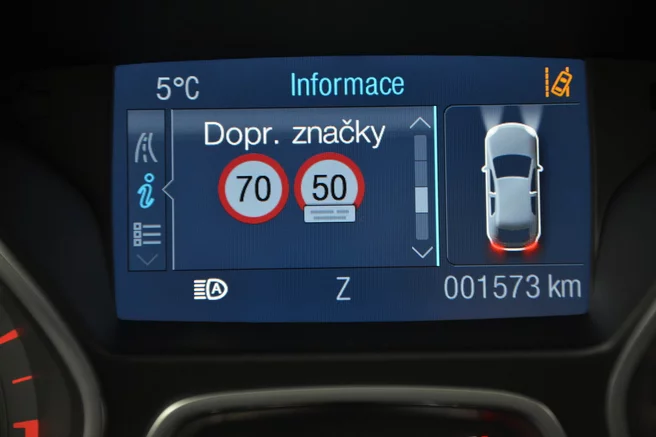 5°C
Informace
Dopr. značky
70
50
A
Z
001573 km